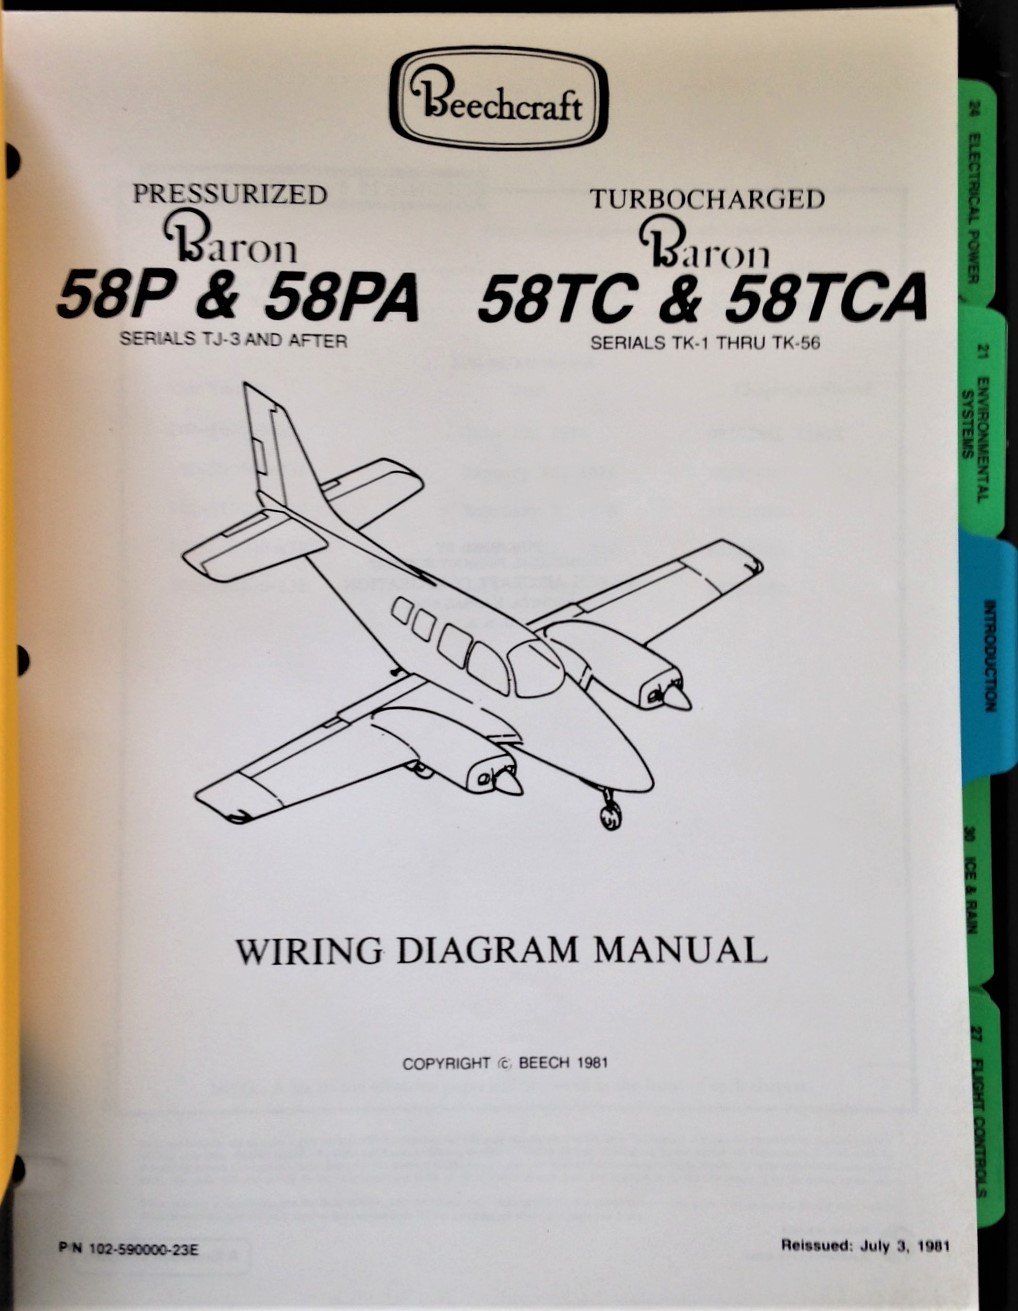 Beechcraft
PRESSURIZED
Baron
58P & 58PA
SERIALS TJ-3 AND AFTER
TURBOCHARGED
Baron
58TC & 58TCA
SERIALS TK-1 THRU TK-56
WIRING DIAGRAM MANUAL
COPYRIGHT © BEECH 1981
P/N 102-590000-23E
Reissued: July 3, 1981
24 ELECTRICAL POWER
21 ENVIRONMENTAL
SYSTEMS
INTRODUCTION
30 ICE & RAIN
27 FLIGHT CONTROLS